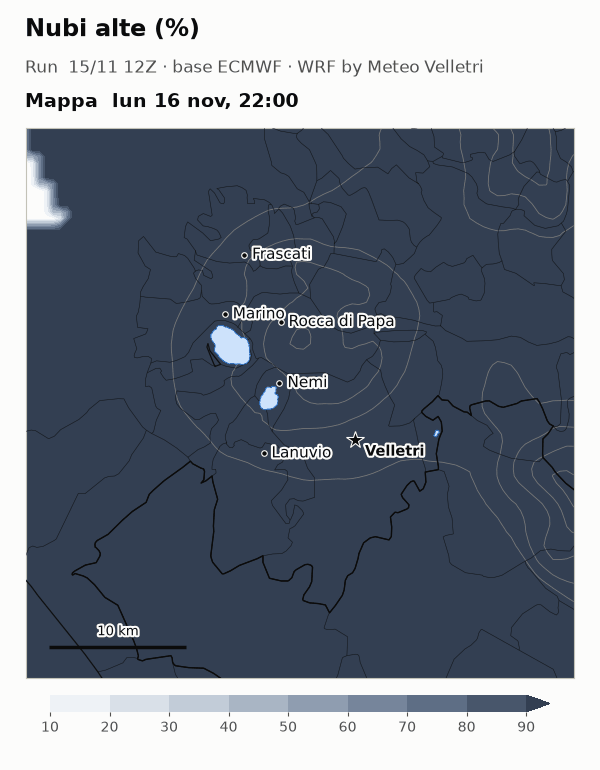 Nubi alte (%)
Run  15/11 12Z · base ECMWF · WRF by Meteo Velletri
Mappa  lun 16 nov, 22:00
Frascati
Marino
Rocca di Papa
Nemi
Velletri
Lanuvio
10 km
10 20 30 40 50 60 70 80 90